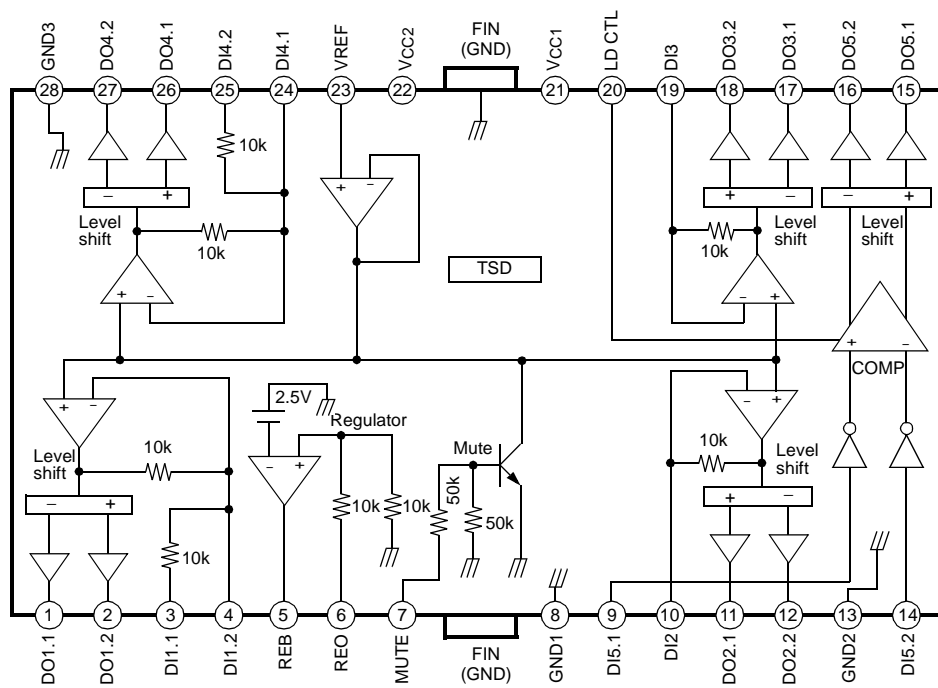 GND3
DO4.2
DO4.1
DI4.2
DI4.1
VREF
VCC2
FIN
(GND)
VCC1
LD CTL
DI3
DO3.2
DO3.1
DO5.2
DO5.1
28
27
26
25
24
23
22
21
20
19
18
17
16
15
10k
+
–
–
+
+
–
–
+
–
+
Level
shift
10k
10k
Level
shift
Level
shift
TSD
+
–
–
+
+
–
COMP
+
–
–
+
2.5V
Regulator
Level
shift
10k
–
+
Mute
10k
Level
shift
–
+
10k
10k
10k
50k
50k
+
–
1
2
3
4
5
6
7
8
9
10
11
12
13
14
DO1.1
DO1.2
DI1.1
DI1.2
REB
REO
MUTE
FIN
(GND)
GND1
DI5.1
DI2
DO2.1
DO2.2
GND2
DI5.2